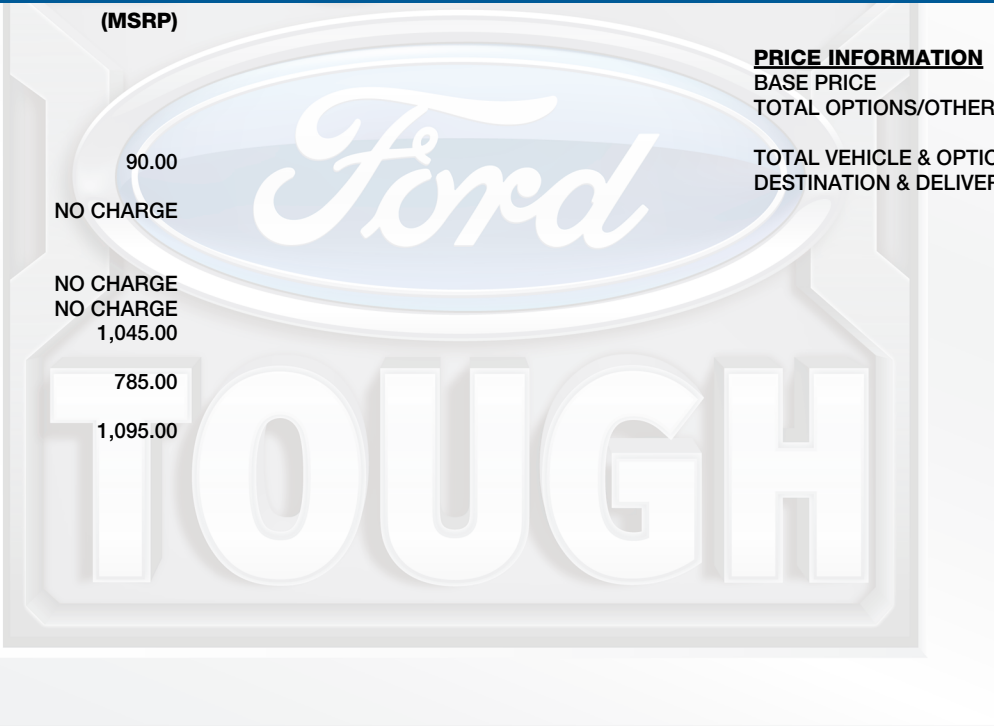 (MSRP)
90.00
NO CHARGE
NO CHARGE
NO CHARGE
1,045.00
785.00
1,095.00
PRICE INFORMATION
BASE PRICE
TOTAL OPTIONS/OTHER
TOTAL VEHICLE & OPTIO
DESTINATION & DELIVER
Ford
TOUGH